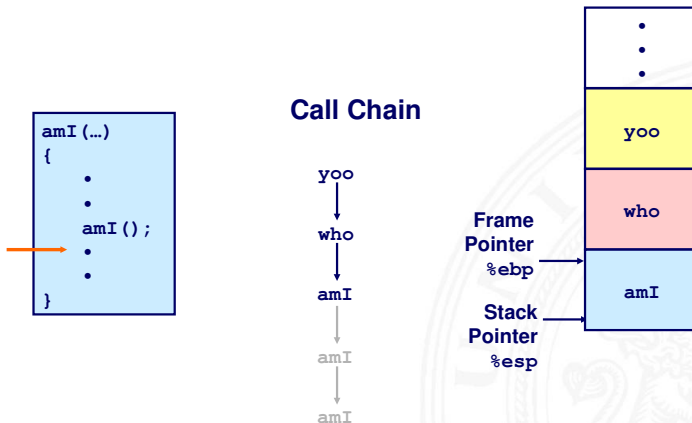 Call Chain
amI(…)
{
•
•
amI();
•
•
}
yoo
who
amI
amI
amI
Frame
Pointer
%ebp
Stack
Pointer
%esp
•
•
•
yoo
who
amI